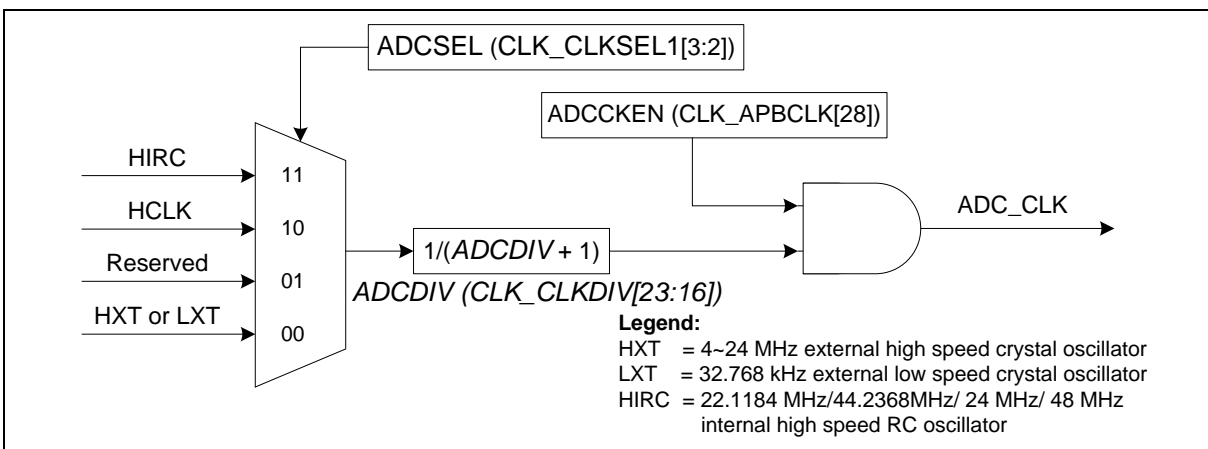 ADCSEL (CLK_CLKSEL1[3:2])
ADCCKEN (CLK_APBCLK[28])
HIRC
11
HCLK
10
Reserved
01
HXT or LXT
00
1/(ADCDIV + 1)
ADCDIV (CLK_CLKDIV[23:16])
ADC_CLK
Legend:
HXT = 4~24 MHz external high speed crystal oscillator
LXT = 32.768 kHz external low speed crystal oscillator
HIRC = 22.1184 MHz/44.2368MHz/ 24 MHz/ 48 MHz
internal high speed RC oscillator